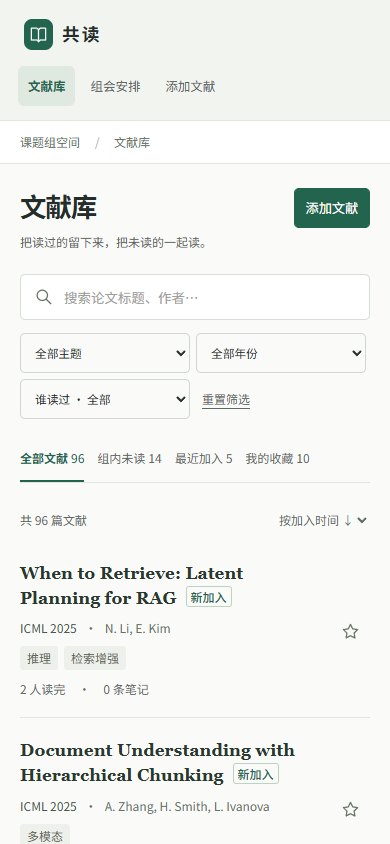 共读
文献库 组会安排 添加文献
课题组空间 / 文献库
文献库
添加文献
把读过的留下来，把未读的一起读。
搜索论文标题、作者…
全部主题 全部年份
谁读过 · 全部 重置筛选
全部文献 96 组内未读 14 最近加入 5 我的收藏 10
共 96 篇文献 按加入时间 ↓
When to Retrieve: Latent
Planning for RAG 新加入
ICML 2025 • N. Li, E. Kim
推理 检索增强
2 人读完 • 0 条笔记
Document Understanding with
Hierarchical Chunking 新加入
ICML 2025 • A. Zhang, H. Smith, L. Ivanova
多模态